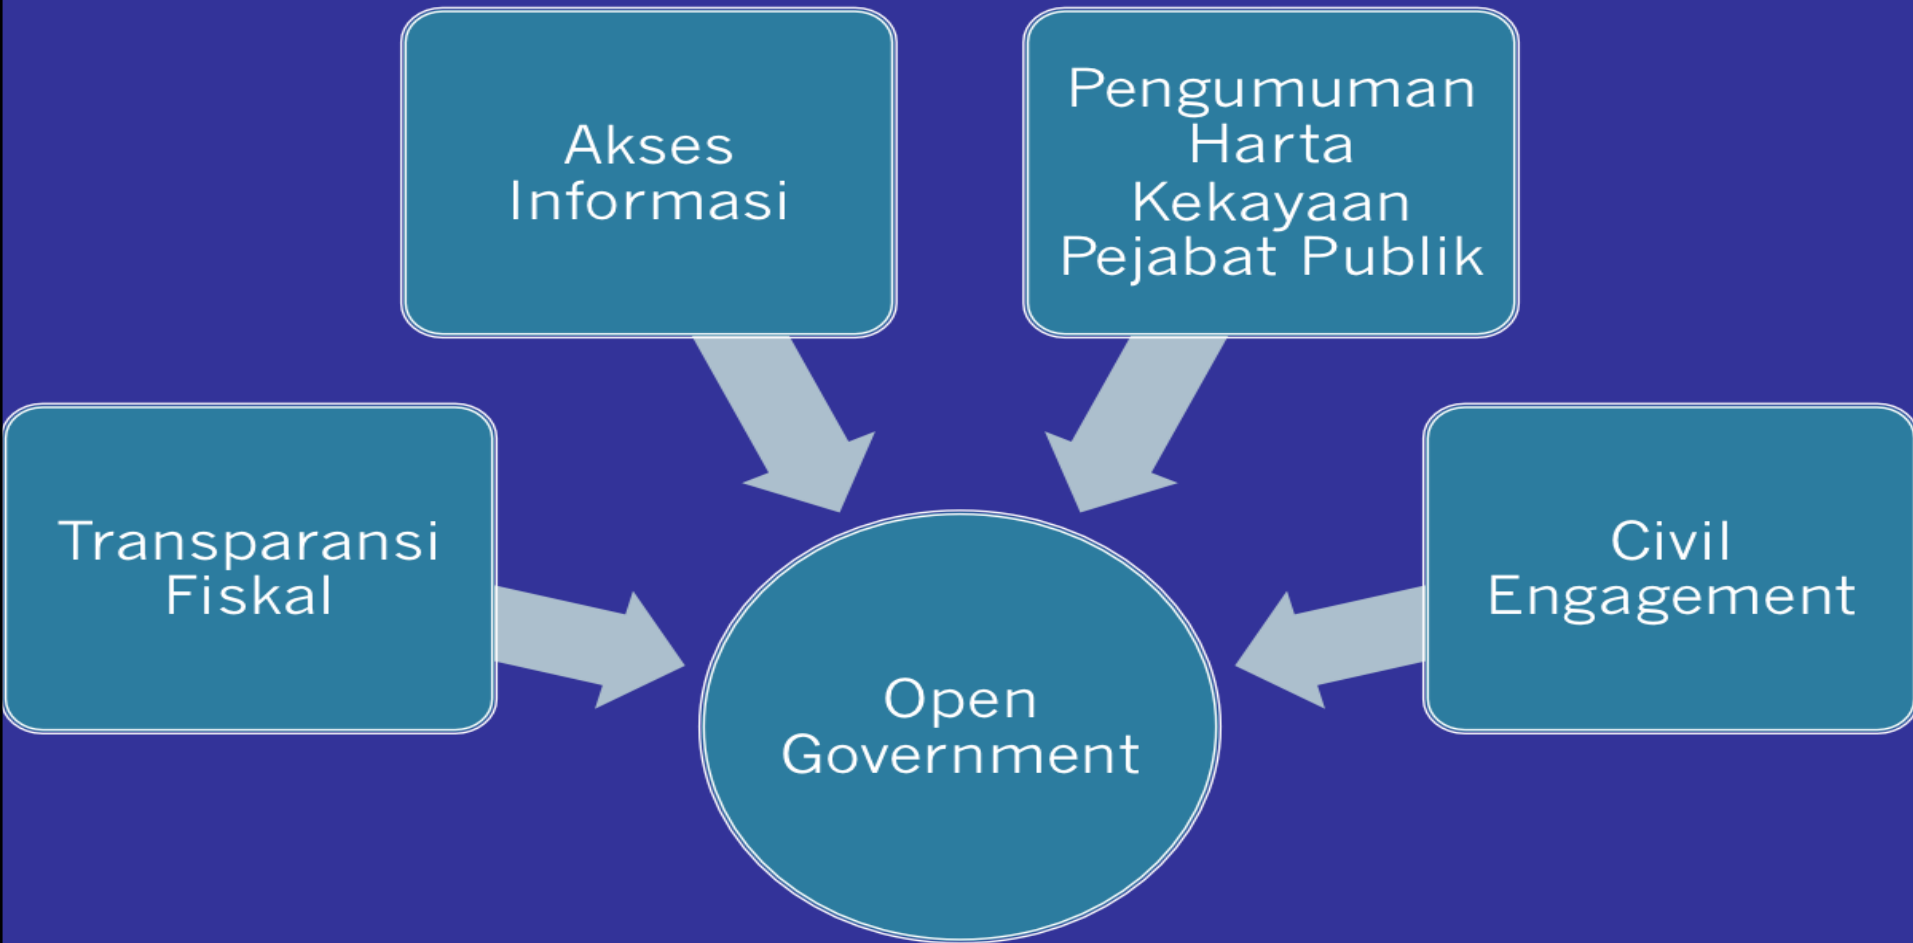 Akses
Informasi
Pengumuman
Harta
Kekayaan
Pejabat Publik
Transparansi
Fiskal
Civil
Engagement
Open
Government